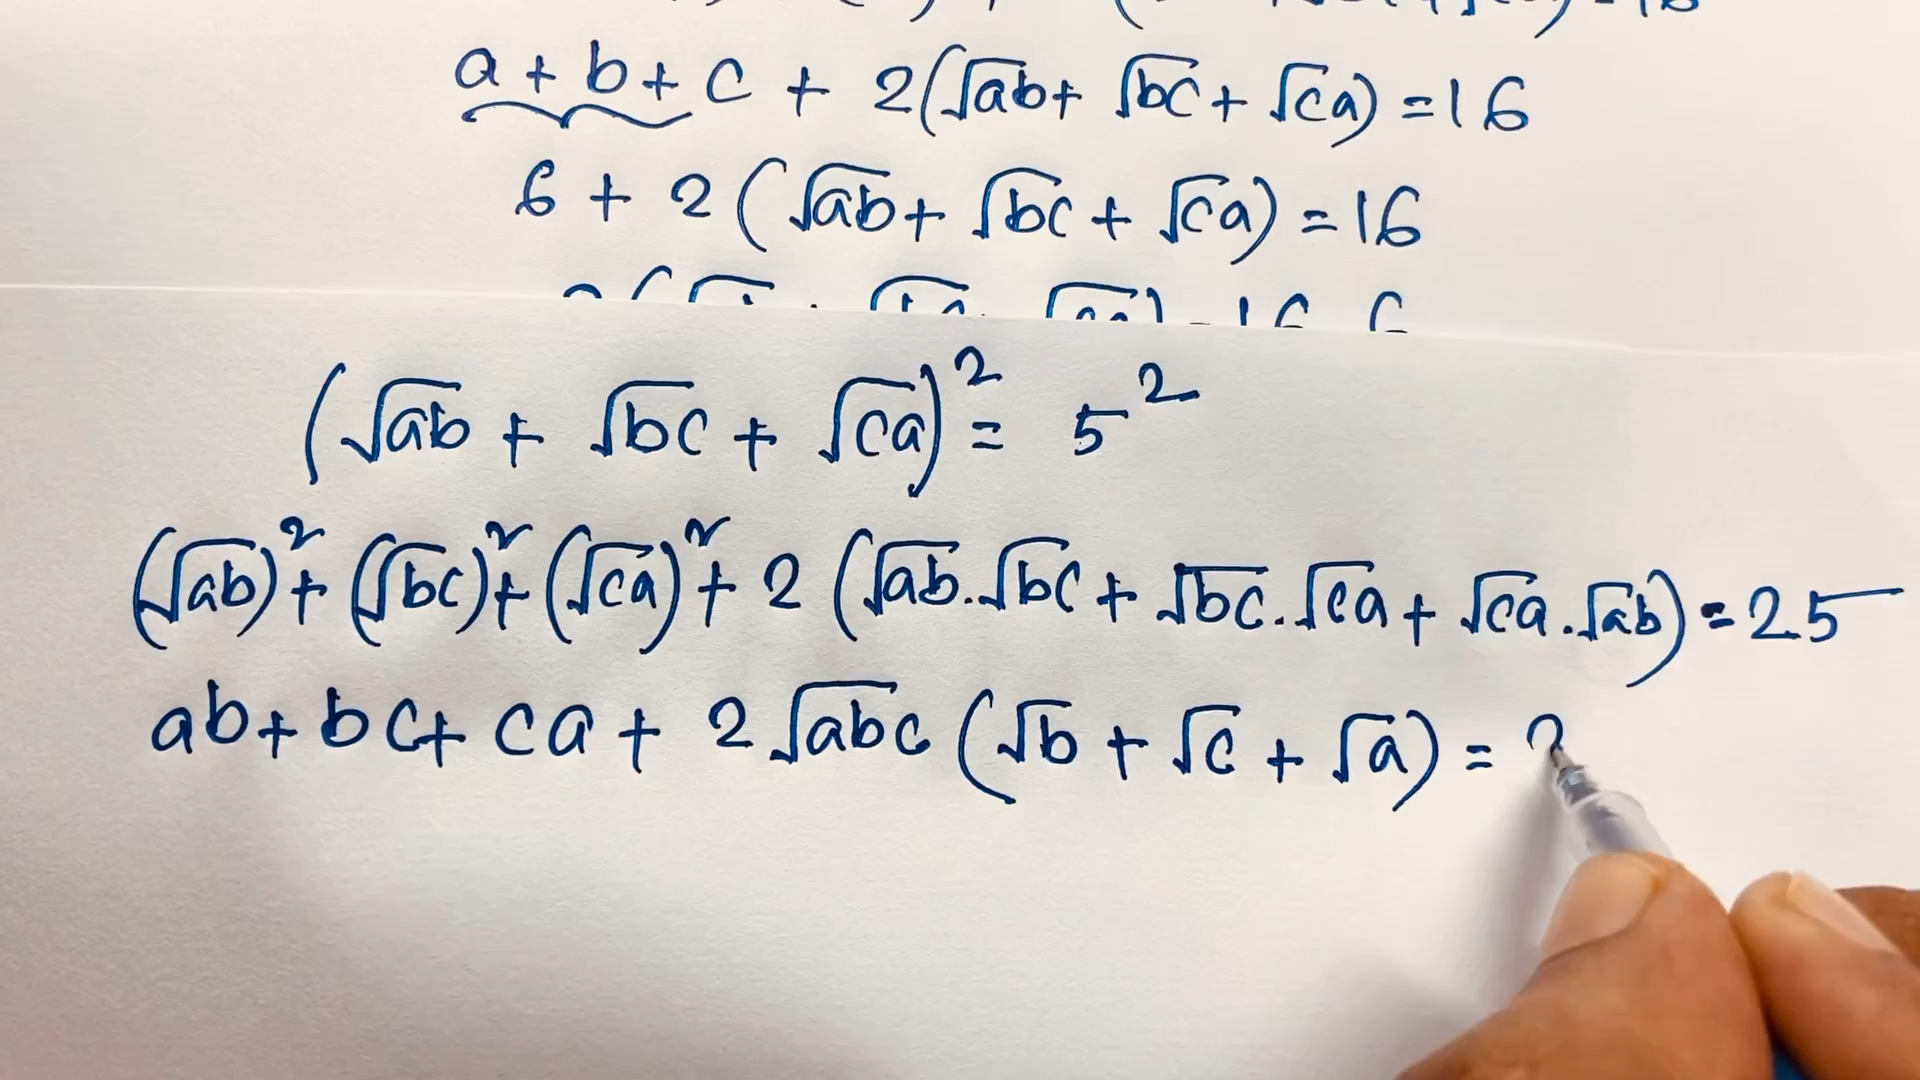 a + b + c + 2(√ab + √bc + √ca) = 16
6 + 2 (√ab + √bc + √ca) = 16
(√ab + √bc + √ca)² = 5²
(√ab)² + (√bc)² + (√ca)² + 2 (√ab.√bc + √bc.√ca + √ca.√ab) = 25
ab + bc + ca + 2√abc (√b + √c + √a) = 2